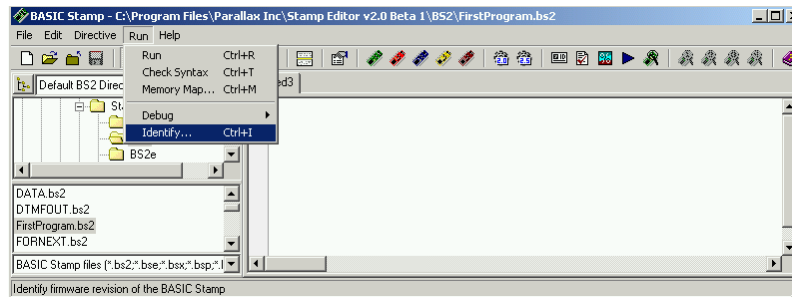 BASIC Stamp - C:\Program Files\Parallax Inc\Stamp Editor v2.0 Beta 1\BS2\FirstProgram.bs2
File Edit Directive Run Help
Run Ctrl+R
Check Syntax Ctrl+T
Memory Map... Ctrl+M
Debug
Identify... Ctrl+I
Default BS2 Direc
ed3
St
BS2e
DATA.bs2
DTMFOUT.bs2
FirstProgram.bs2
FORNEXT.bs2
BASIC Stamp files (*.bs2;*.bse;*.bsx;*.bsp;*.l
Identify firmware revision of the BASIC Stamp